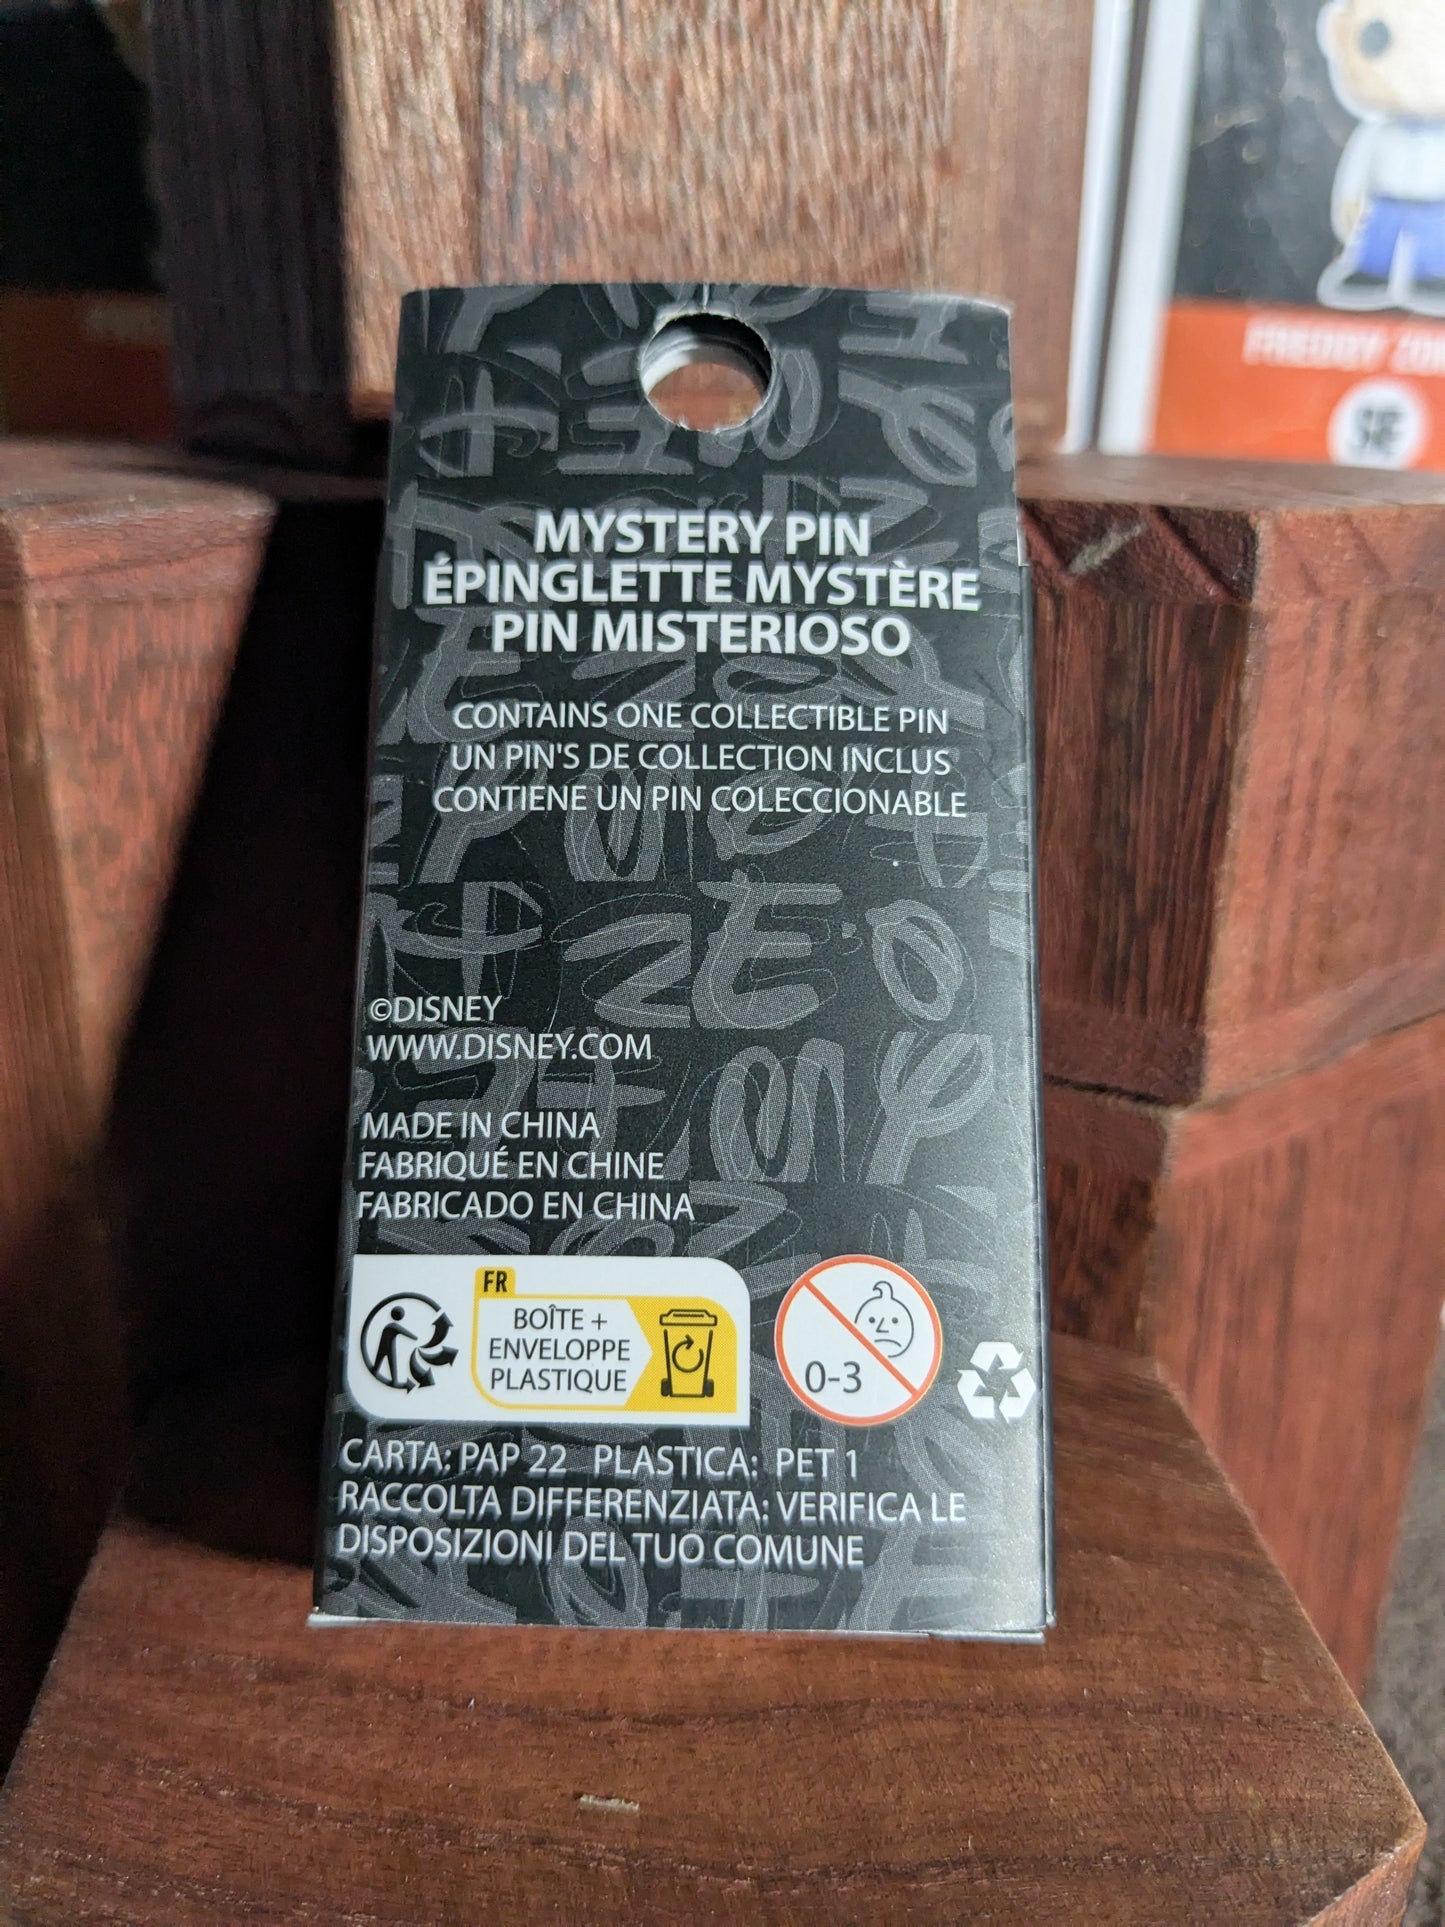 MYSTERY PIN
ÉPINGLETTE MYSTÈRE
PIN MISTERIOSO
CONTAINS ONE COLLECTIBLE PIN
UN PIN'S DE COLLECTION INCLUS
CONTIENE UN PIN COLECCIONABLE
©DISNEY
WWW.DISNEY.COM
MADE IN CHINA
FABRIQUÉ EN CHINE
FABRICADO EN CHINA
FR
BOÎTE +
ENVELOPPE
PLASTIQUE
0-3
CARTA: PAP 22 PLASTICA: PET 1
RACCOLTA DIFFERENZIATA: VERIFICA LE
DISPOSIZIONI DEL TUO COMUNE
FREDDY
SE